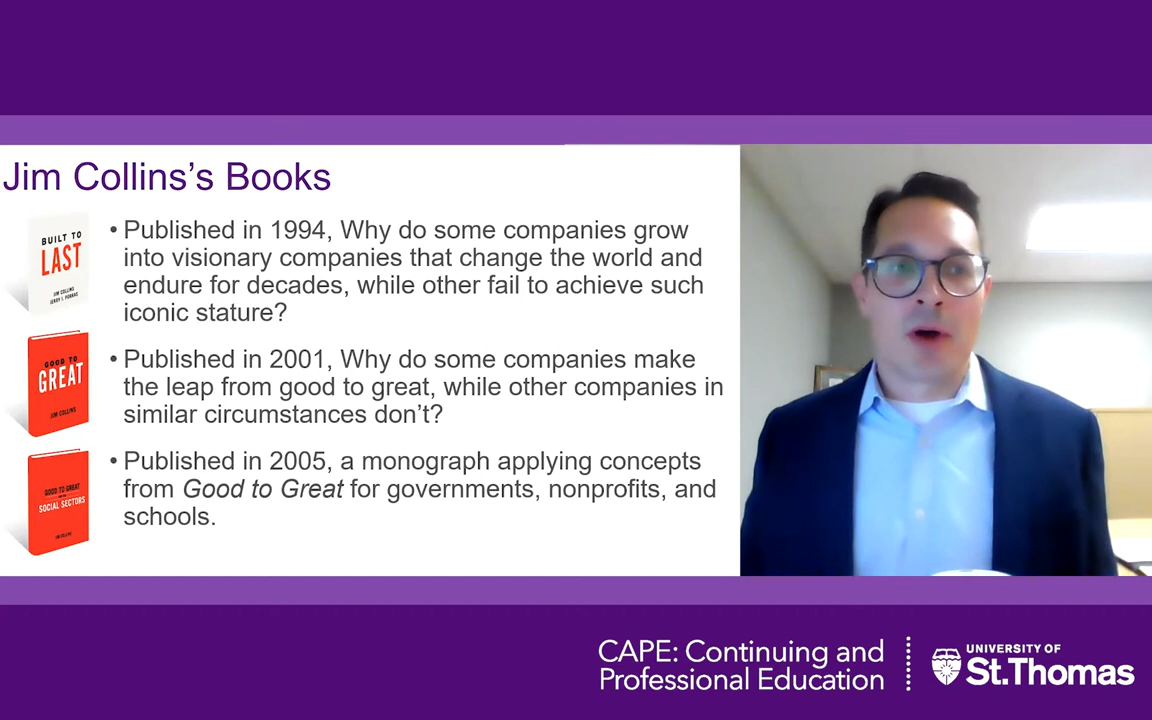 Jim Collins's Books
BUILT TO
LAST
JIM COLLINS
JERRY I. PORRAS
• Published in 1994, Why do some companies grow
into visionary companies that change the world and
endure for decades, while other fail to achieve such
iconic stature?
GOOD TO
GREAT
JIM COLLINS
• Published in 2001, Why do some companies make
the leap from good to great, while other companies in
similar circumstances don't?
GOOD TO GREAT
SOCIAL SECTORS
JIM COLLINS
• Published in 2005, a monograph applying concepts
from Good to Great for governments, nonprofits, and
schools.
CAPE: Continuing and
Professional Education
UNIVERSITY OF
St.Thomas